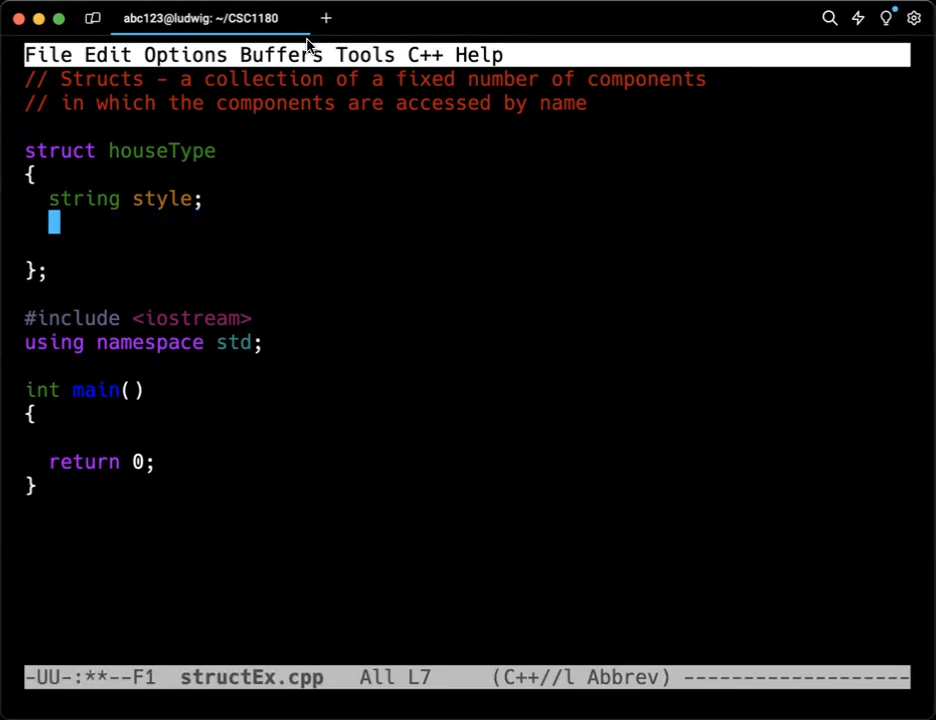 abc123@ludwig: ~/CSC1180
File Edit Options Buffers Tools C++ Help
// Structs - a collection of a fixed number of components
// in which the components are accessed by name
struct houseType
{
  string style;
};
#include <iostream>
using namespace std;
int main()
{
  return 0;
}
-UU-:**--F1  structEx.cpp   All L7     (C++//l Abbrev) -------------------